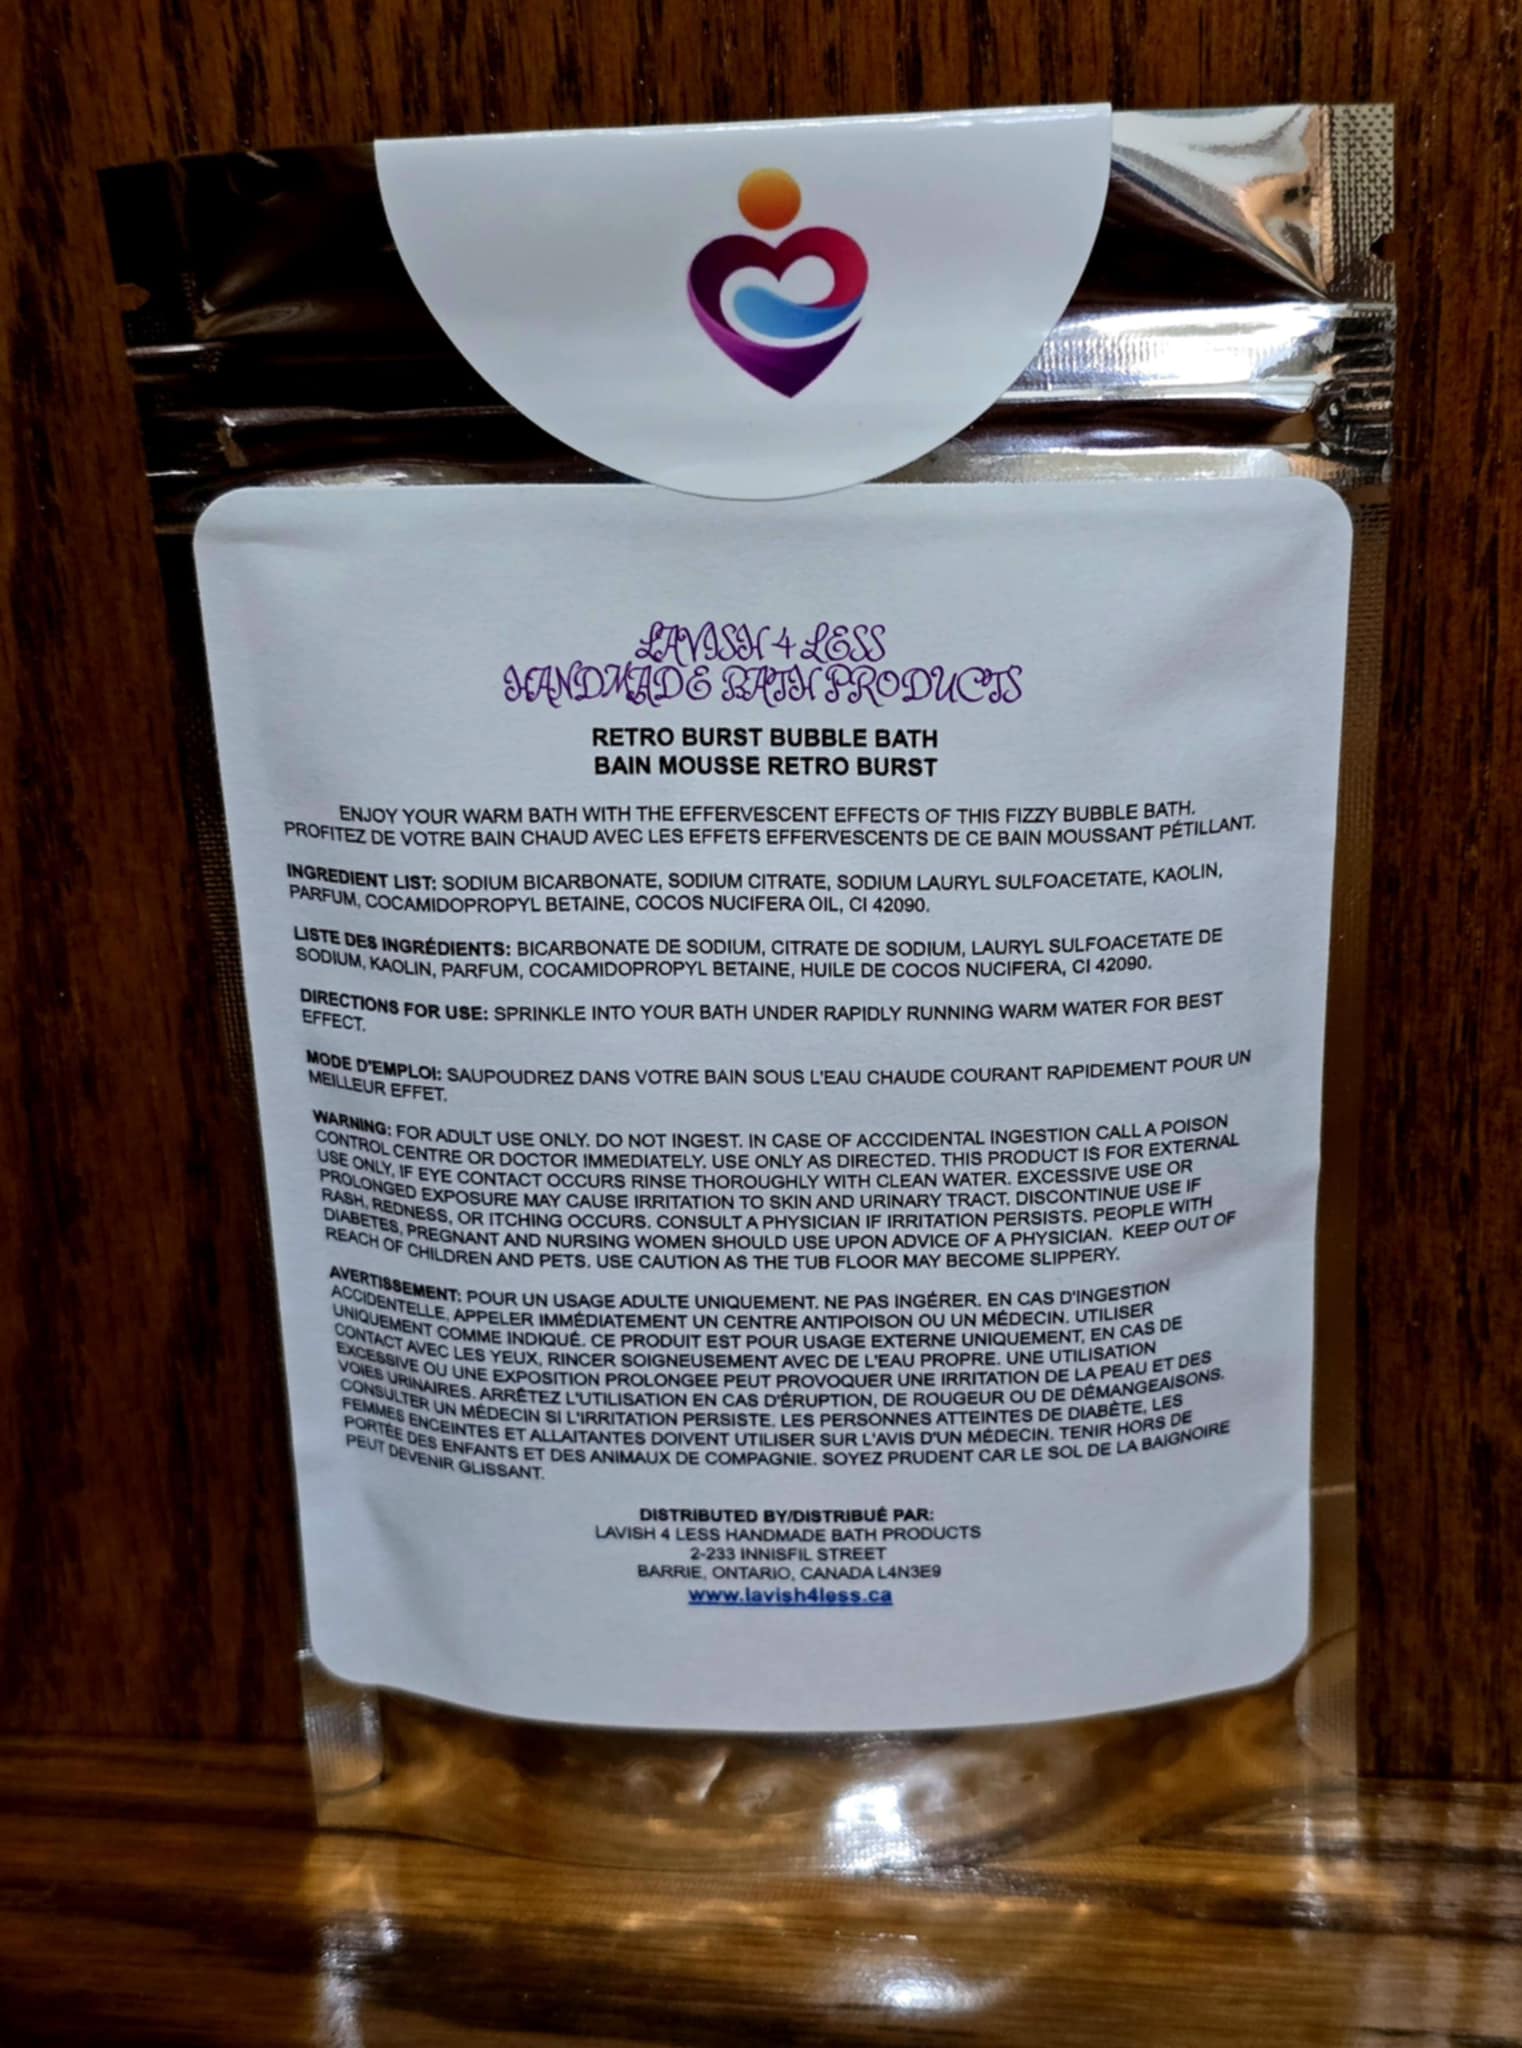 LAVISH 4 LESS
HANDMADE BATH PRODUCTS
RETRO BURST BUBBLE BATH
BAIN MOUSSE RETRO BURST
ENJOY YOUR WARM BATH WITH THE EFFERVESCENT EFFECTS OF THIS FIZZY BUBBLE BATH.
PROFITEZ DE VOTRE BAIN CHAUD AVEC LES EFFETS EFFERVESCENTS DE CE BAIN MOUSSANT PÉTILLANT.
INGREDIENT LIST: SODIUM BICARBONATE, SODIUM CITRATE, SODIUM LAURYL SULFOACETATE, KAOLIN,
PARFUM, COCAMIDOPROPYL BETAINE, COCOS NUCIFERA OIL, CI 42090.
LISTE DES INGRÉDIENTS: BICARBONATE DE SODIUM, CITRATE DE SODIUM, LAURYL SULFOACETATE DE
SODIUM, KAOLIN, PARFUM, COCAMIDOPROPYL BETAINE, HUILE DE COCOS NUCIFERA, CI 42090.
DIRECTIONS FOR USE: SPRINKLE INTO YOUR BATH UNDER RAPIDLY RUNNING WARM WATER FOR BEST
EFFECT.
MODE D'EMPLOI: SAUPOUDREZ DANS VOTRE BAIN SOUS L'EAU CHAUDE COURANT RAPIDEMENT POUR UN
MEILLEUR EFFET.
WARNING: FOR ADULT USE ONLY. DO NOT INGEST. IN CASE OF ACCCIDENTAL INGESTION CALL A POISON
CONTROL CENTRE OR DOCTOR IMMEDIATELY. USE ONLY AS DIRECTED. THIS PRODUCT IS FOR EXTERNAL
USE ONLY, IF EYE CONTACT OCCURS RINSE THOROUGHLY WITH CLEAN WATER. EXCESSIVE USE OR
PROLONGED EXPOSURE MAY CAUSE IRRITATION TO SKIN AND URINARY TRACT. DISCONTINUE USE IF
RASH, REDNESS, OR ITCHING OCCURS. CONSULT A PHYSICIAN IF IRRITATION PERSISTS. PEOPLE WITH
DIABETES, PREGNANT AND NURSING WOMEN SHOULD USE UPON ADVICE OF A PHYSICIAN. KEEP OUT OF
REACH OF CHILDREN AND PETS. USE CAUTION AS THE TUB FLOOR MAY BECOME SLIPPERY.
AVERTISSEMENT: POUR UN USAGE ADULTE UNIQUEMENT. NE PAS INGÉRER. EN CAS D'INGESTION
ACCIDENTELLE, APPELER IMMÉDIATEMENT UN CENTRE ANTIPOISON OU UN MÉDECIN. UTILISER
UNIQUEMENT COMME INDIQUÉ. CE PRODUIT EST POUR USAGE EXTERNE UNIQUEMENT, EN CAS DE
CONTACT AVEC LES YEUX, RINCER SOIGNEUSEMENT AVEC DE L'EAU PROPRE. UNE UTILISATION
EXCESSIVE OU UNE EXPOSITION PROLONGEE PEUT PROVOQUER UNE IRRITATION DE LA PEAU ET DES
VOIES URINAIRES. ARRÊTEZ L'UTILISATION EN CAS D'ÉRUPTION, DE ROUGEUR OU DE DÉMANGEAISONS.
CONSULTER UN MÉDECIN SI L'IRRITATION PERSISTE. LES PERSONNES ATTEINTES DE DIABÈTE, LES
FEMMES ENCEINTES ET ALLAITANTES DOIVENT UTILISER SUR L'AVIS D'UN MÉDECIN. TENIR HORS DE
PORTÉE DES ENFANTS ET DES ANIMAUX DE COMPAGNIE. SOYEZ PRUDENT CAR LE SOL DE LA BAIGNOIRE
PEUT DEVENIR GLISSANT.
DISTRIBUTED BY/DISTRIBUÉ PAR:
LAVISH 4 LESS HANDMADE BATH PRODUCTS
2-233 INNISFIL STREET
BARRIE, ONTARIO, CANADA L4N3E9
www.lavish4less.ca